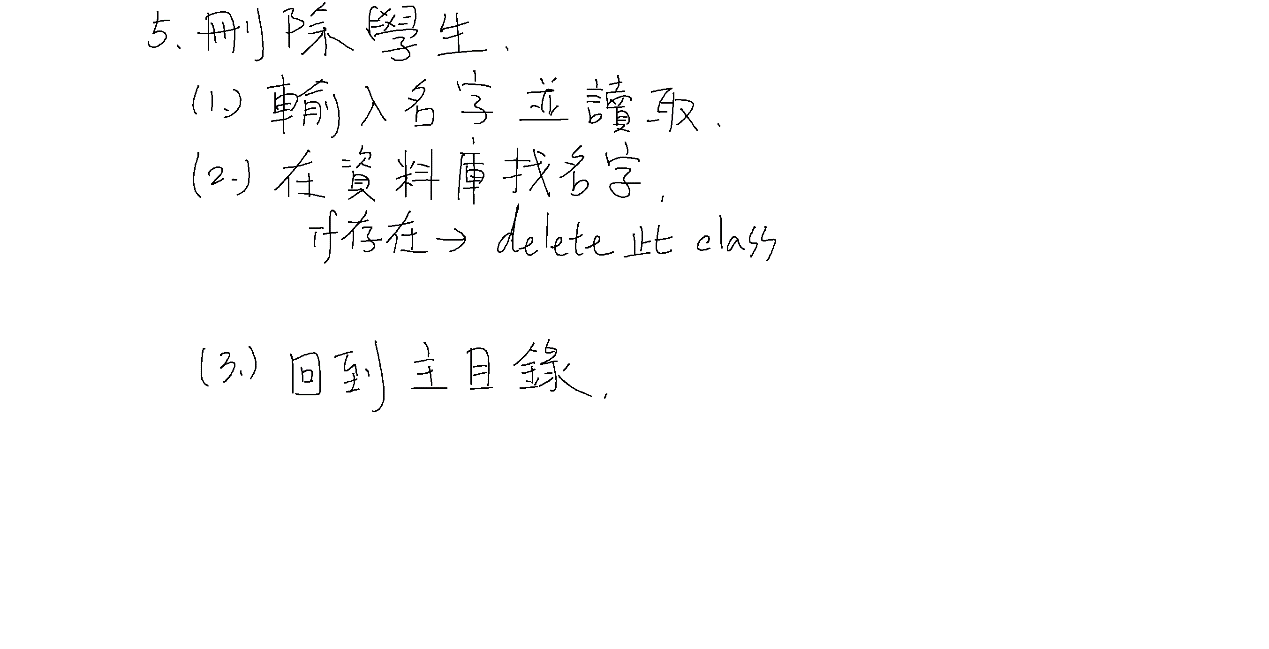 5. 刪除學生.
(1.) 輸入名字並讀取.
(2.) 在資料庫找名字.
if存在→ delete 此 class
(3.) 回到主目錄.